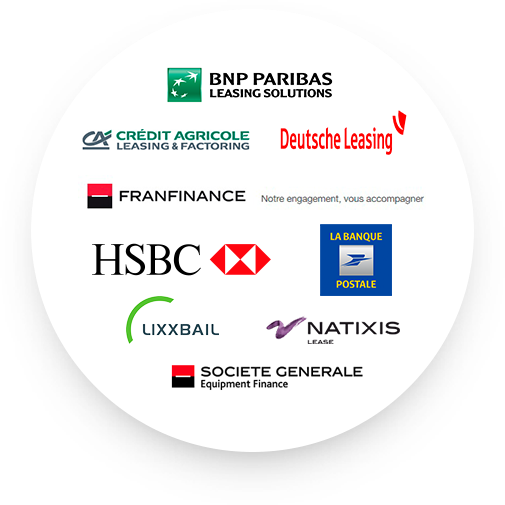 BNP PARIBAS
LEASING SOLUTIONS
CA CRÉDIT AGRICOLE
LEASING & FACTORING
Deutsche Leasing
FRANFINANCE
Notre engagement, vous accompagner
HSBC
LA BANQUE
POSTALE
LIXXBAIL
NATIXIS
LEASE
SOCIETE GENERALE
Equipment Finance